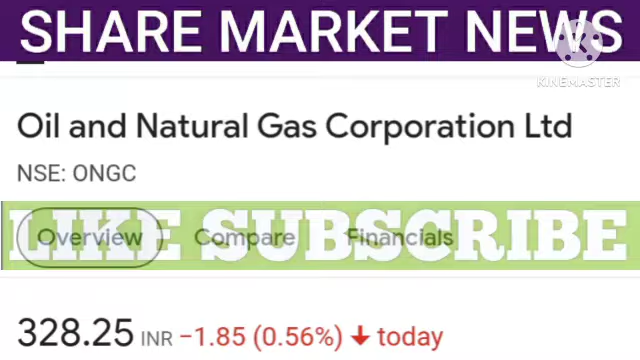 SHARE MARKET NEWS
KINEMASTER
Oil and Natural Gas Corporation Ltd
NSE: ONGC
LIKE SUBSCRIBE
Overview Compare Financials
328.25 INR −1.85 (0.56%) ↓ today